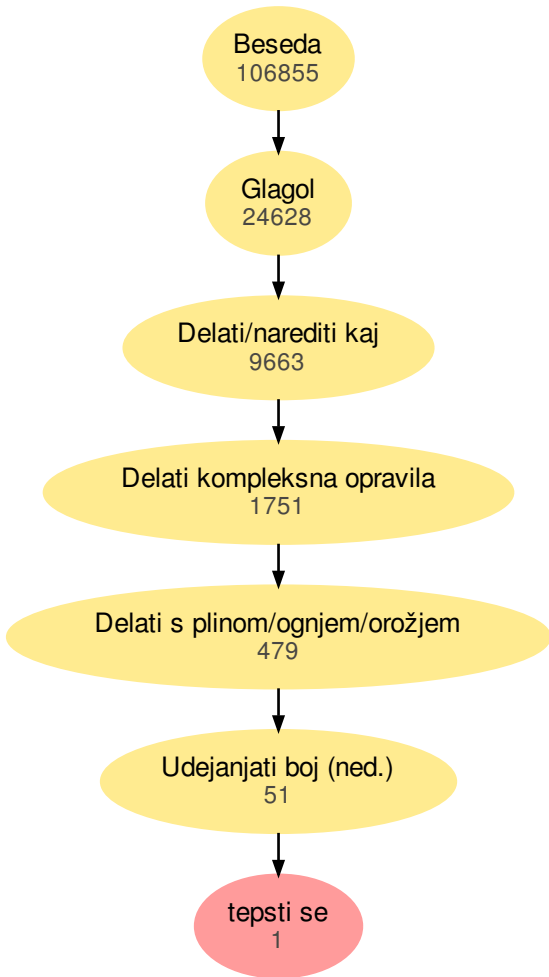 Beseda
106855
Glagol
24628
Delati/narediti kaj
9663
Delati kompleksna opravila
1751
Delati s plinom/ognjem/orožjem
479
Udejanjati boj (ned.)
51
tepsti se
1